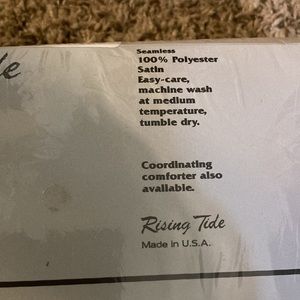 Seamless
100% Polyester
Satin
Easy-care,
machine wash
at medium
temperature,
tumble dry.
Coordinating
comforter also
available.
Rising Tide
Made in U.S.A.